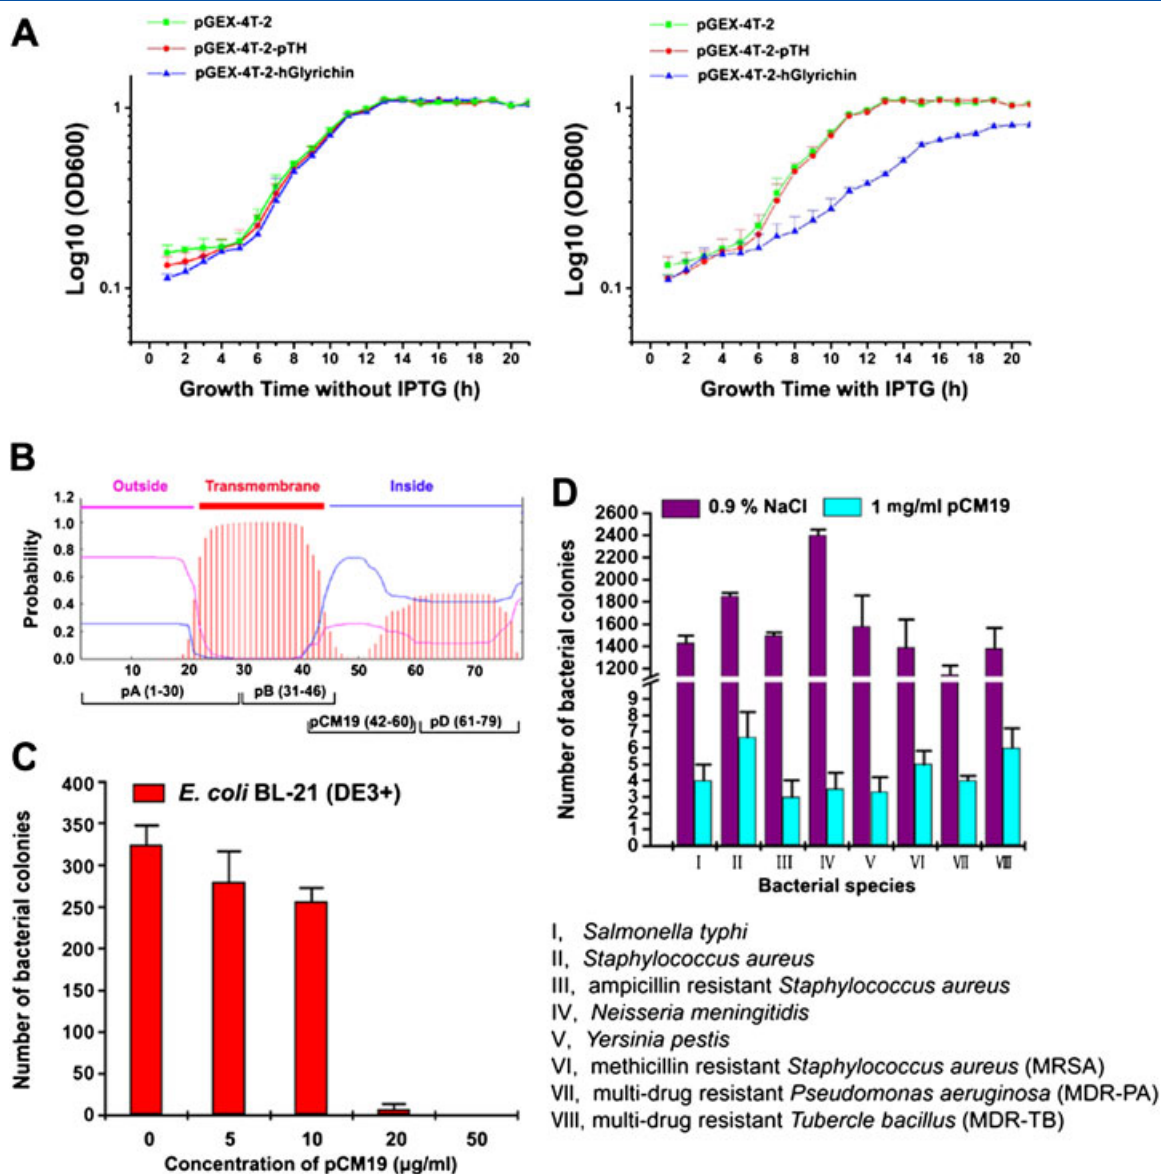 A
pGEX-4T-2
pGEX-4T-2-pTH
pGEX-4T-2-hGlyrichin
Log10 (OD600)
1
0.1
0 2 4 6 8 10 12 14 16 18 20
Growth Time without IPTG (h)
pGEX-4T-2
pGEX-4T-2-pTH
pGEX-4T-2-hGlyrichin
Log10 (OD600)
1
0.1
0 2 4 6 8 10 12 14 16 18 20
Growth Time with IPTG (h)
B
Outside Transmembrane Inside
Probability
1.2
1.0
0.8
0.6
0.4
0.2
0.0
10 20 30 40 50 60 70
pA (1-30) pB (31-46)
pCM19 (42-60) pD (61-79)
C
E. coli BL-21 (DE3+)
Number of bacterial colonies
400
350
300
250
200
150
100
50
0
0 5 10 20 50
Concentration of pCM19 (µg/ml)
D
0.9 % NaCl 1 mg/ml pCM19
Number of bacterial colonies
2600
2400
2200
2000
1800
1600
1400
1200
9
8
7
6
5
4
3
2
1
0
I II III IV V VI VII VIII
Bacterial species
I, Salmonella typhi
II, Staphylococcus aureus
III, ampicillin resistant Staphylococcus aureus
IV, Neisseria meningitidis
V, Yersinia pestis
VI, methicillin resistant Staphylococcus aureus (MRSA)
VII, multi-drug resistant Pseudomonas aeruginosa (MDR-PA)
VIII, multi-drug resistant Tubercle bacillus (MDR-TB)